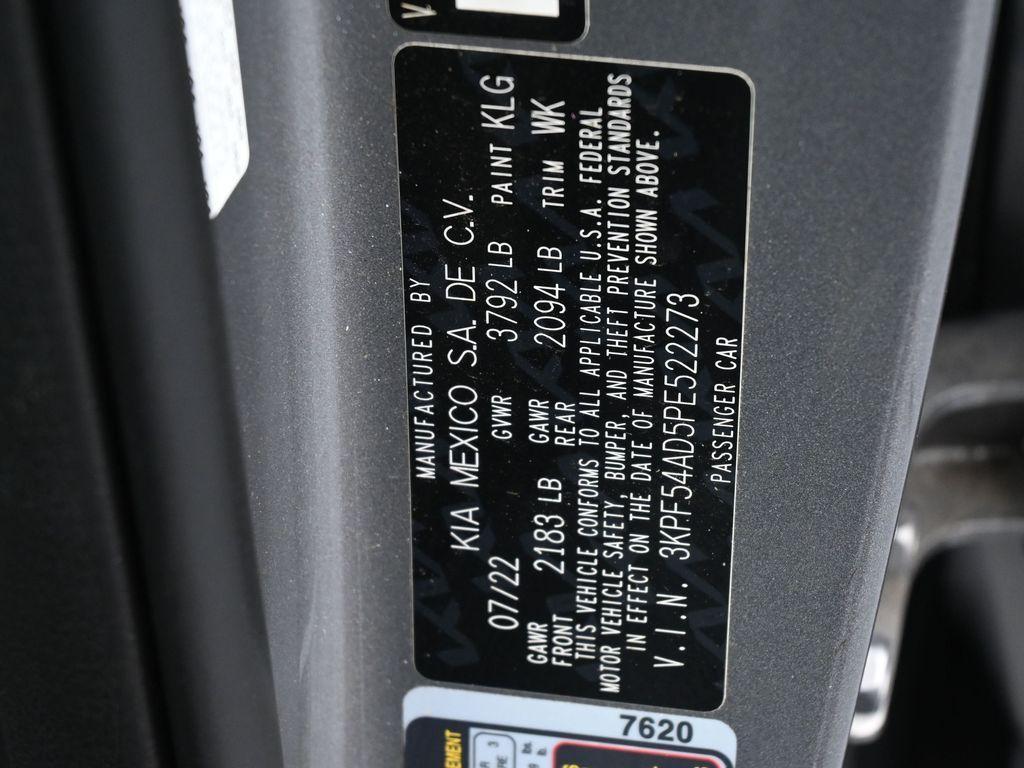 MANUFACTURED BY
KIA MEXICO S.A. DE C.V.
07/22 GVWR 3792 LB PAINT KLG
GAWR FRONT 2183 LB GAWR REAR 2094 LB TRIM WK
THIS VEHICLE CONFORMS TO ALL APPLICABLE U.S.A. FEDERAL
MOTOR VEHICLE SAFETY, BUMPER, AND THEFT PREVENTION STANDARDS
IN EFFECT ON THE DATE OF MANUFACTURE SHOWN ABOVE.
V.I.N. 3KPF54AD5PE522273
PASSENGER CAR
7620